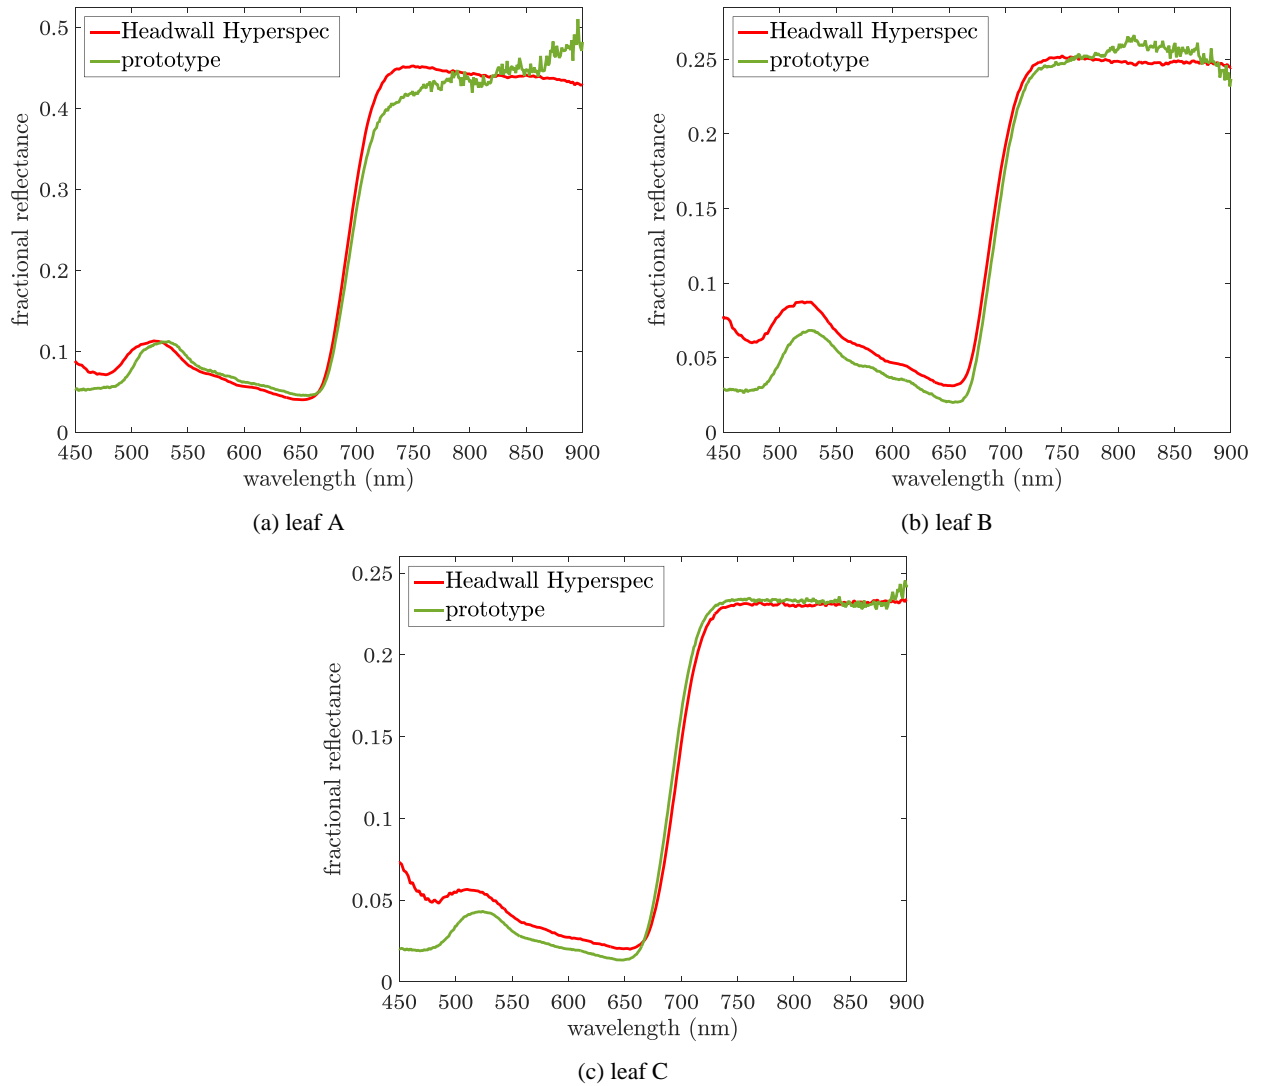 Headwall Hyperspec
prototype
fractional reflectance
0.5
0.4
0.3
0.2
0.1
0
450 500 550 600 650 700 750 800 850 900
wavelength (nm)
(a) leaf A
Headwall Hyperspec
prototype
fractional reflectance
0.25
0.2
0.15
0.1
0.05
0
450 500 550 600 650 700 750 800 850 900
wavelength (nm)
(b) leaf B
Headwall Hyperspec
prototype
fractional reflectance
0.25
0.2
0.15
0.1
0.05
0
450 500 550 600 650 700 750 800 850 900
wavelength (nm)
(c) leaf C